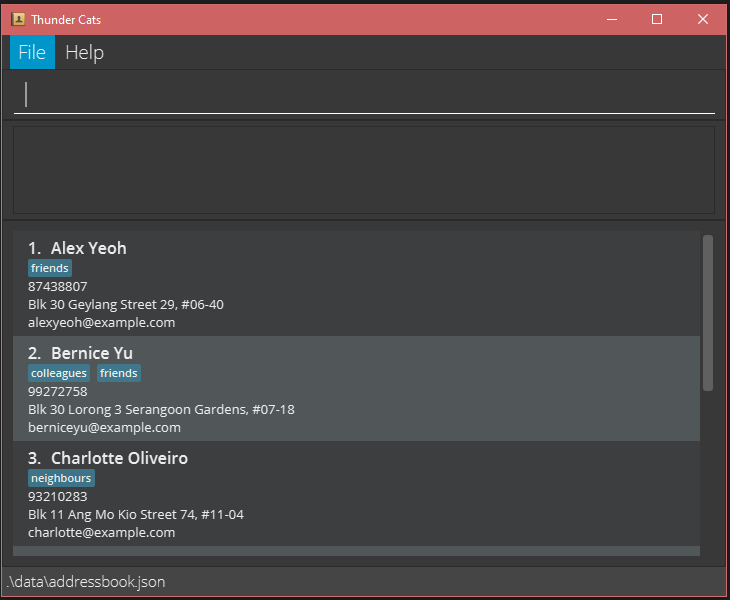 Thunder Cats
File Help
1. Alex Yeoh
friends
87438807
Blk 30 Geylang Street 29, #06-40
alexyeoh@example.com
2. Bernice Yu
colleagues friends
99272758
Blk 30 Lorong 3 Serangoon Gardens, #07-18
berniceyu@example.com
3. Charlotte Oliveiro
neighbours
93210283
Blk 11 Ang Mo Kio Street 74, #11-04
charlotte@example.com
.\data\addressbook.json